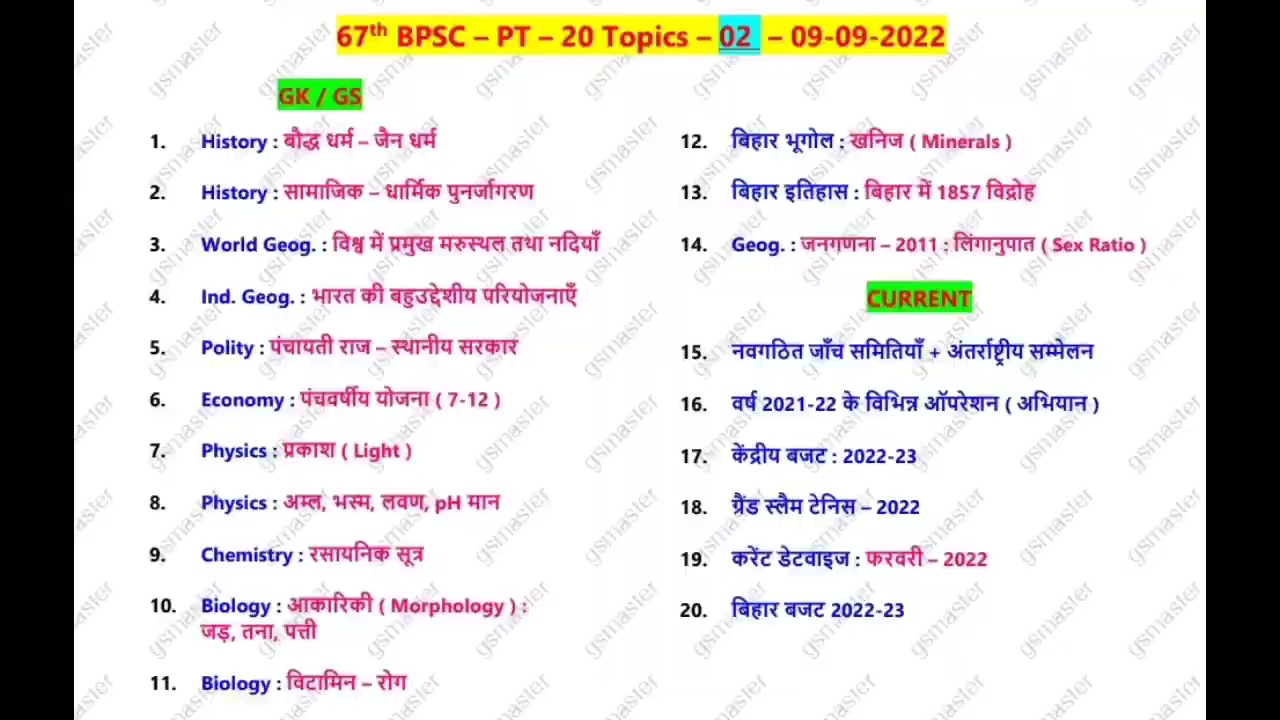 67th BPSC – PT – 20 Topics – 02 – 09-09-2022
GK / GS
1. History : बौद्ध धर्म – जैन धर्म
2. History : सामाजिक – धार्मिक पुनर्जागरण
3. World Geog. : विश्व में प्रमुख मरुस्थल तथा नदियाँ
4. Ind. Geog. : भारत की बहुउद्देशीय परियोजनाएँ
5. Polity : पंचायती राज – स्थानीय सरकार
6. Economy : पंचवर्षीय योजना ( 7-12 )
7. Physics : प्रकाश ( Light )
8. Physics : अम्ल, भस्म, लवण, pH मान
9. Chemistry : रसायनिक सूत्र
10. Biology : आकारिकी ( Morphology ) :
जड़, तना, पत्ती
11. Biology : विटामिन – रोग
12. बिहार भूगोल : खनिज ( Minerals )
13. बिहार इतिहास : बिहार में 1857 विद्रोह
14. Geog. : जनगणना – 2011 : लिंगानुपात ( Sex Ratio )
CURRENT
15. नवगठित जाँच समितियाँ + अंतर्राष्ट्रीय सम्मेलन
16. वर्ष 2021-22 के विभिन्न ऑपरेशन ( अभियान )
17. केंद्रीय बजट : 2022-23
18. ग्रैंड स्लैम टेनिस – 2022
19. करेंट डेटवाइज : फरवरी – 2022
20. बिहार बजट 2022-23
gsmaster